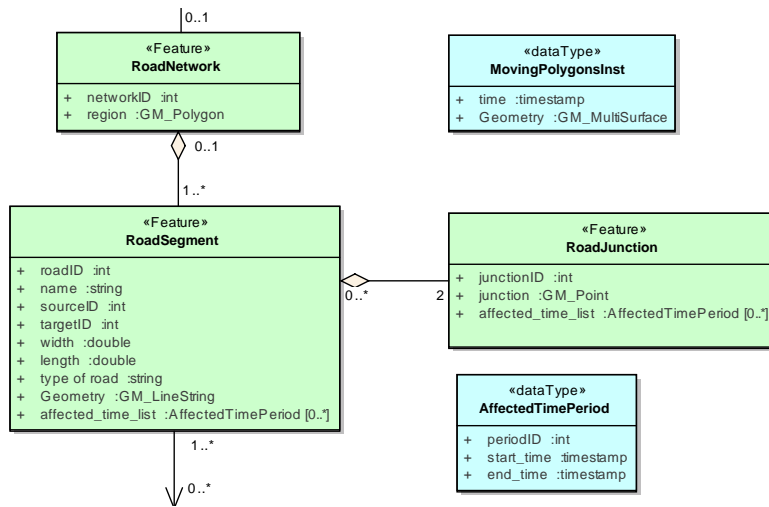 0..1
«Feature»
RoadNetwork
+ networkID :int
+ region :GM_Polygon
«dataType»
MovingPolygonsInst
+ time :timestamp
+ Geometry :GM_MultiSurface
0..1
1..*
«Feature»
RoadSegment
+ roadID :int
+ name :string
+ sourceID :int
+ targetID :int
+ width :double
+ length :double
+ type of road :string
+ Geometry :GM_LineString
+ affected_time_list :AffectedTimePeriod [0..*]
0..*
2
«Feature»
RoadJunction
+ junctionID :int
+ junction :GM_Point
+ affected_time_list :AffectedTimePeriod [0..*]
«dataType»
AffectedTimePeriod
+ periodID :int
+ start_time :timestamp
+ end_time :timestamp
1..*
0..*